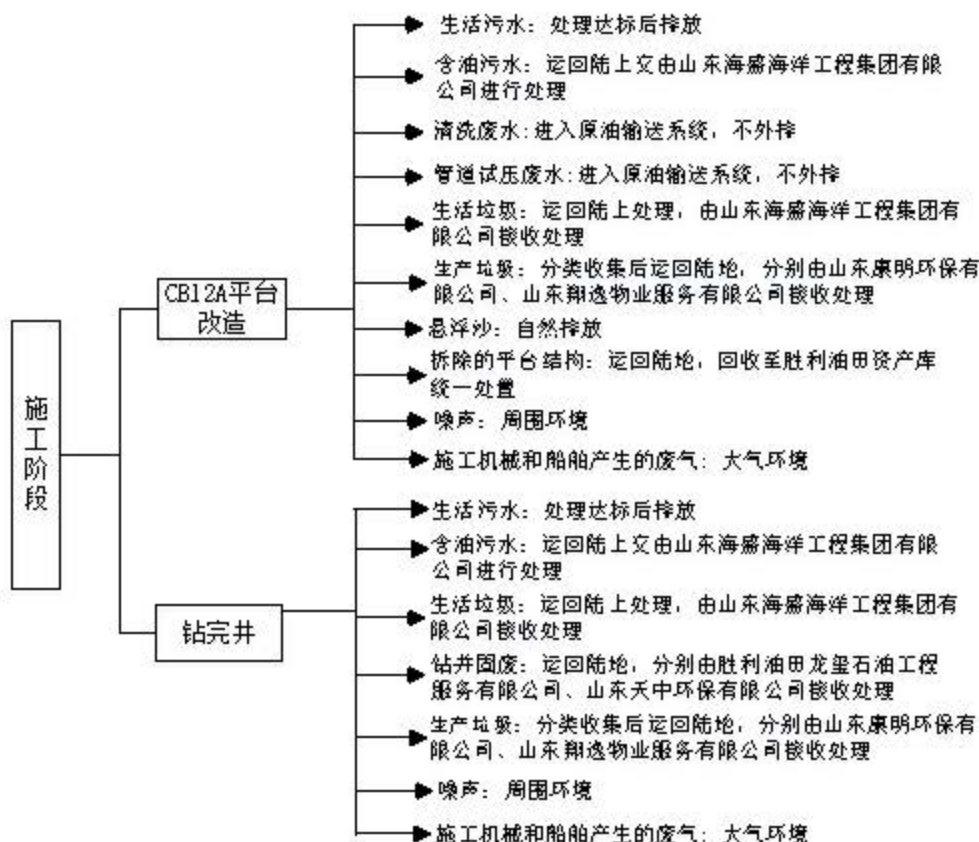 施工阶段
CB12A平台
改造
生活污水：处理达标后排放
含油污水：运回陆上交由山东海盛海洋工程集团有限
公司进行处理
清洗废水:进入原油输送系统，不外排
管道试压废水:进入原油输送系统，不外排
生活垃圾：运回陆上处理，由山东海盛海洋工程集团有
限公司接收处理
生产垃圾：分类收集后运回陆地，分别由山东康明环保有
限公司、山东翔逸物业服务有限公司接收处理
悬浮沙：自然排放
拆除的平台结构：运回陆地，回收至胜利油田资产库
统一处置
噪声：周围环境
施工机械和船舶产生的废气：大气环境
钻完井
生活污水：处理达标后排放
含油污水：运回陆上交由山东海盛海洋工程集团有限
公司进行处理
生活垃圾：运回陆上处理，由山东海盛海洋工程集团有
限公司接收处理
钻井固废：运回陆地，分别由胜利油田龙玺石油工程
服务有限公司、山东天中环保有限公司接收处理
生产垃圾：分类收集后运回陆地，分别由山东康明环保有
限公司、山东翔逸物业服务有限公司接收处理
噪声：周围环境
施工机械和船舶产生的废气：大气环境